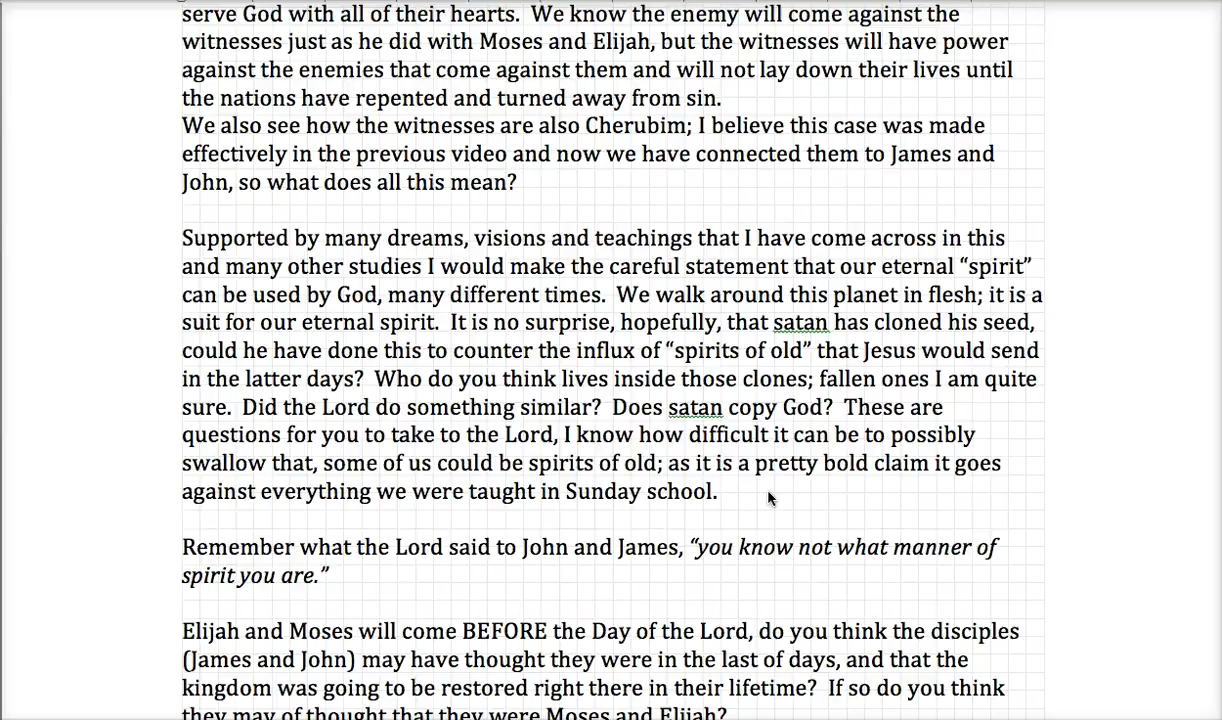 serve God with all of their hearts.  We know the enemy will come against the
witnesses just as he did with Moses and Elijah, but the witnesses will have power
against the enemies that come against them and will not lay down their lives until
the nations have repented and turned away from sin.
We also see how the witnesses are also Cherubim; I believe this case was made
effectively in the previous video and now we have connected them to James and
John, so what does all this mean?
Supported by many dreams, visions and teachings that I have come across in this
and many other studies I would make the careful statement that our eternal “spirit”
can be used by God, many different times.  We walk around this planet in flesh; it is a
suit for our eternal spirit.  It is no surprise, hopefully, that satan has cloned his seed,
could he have done this to counter the influx of “spirits of old” that Jesus would send
in the latter days?  Who do you think lives inside those clones; fallen ones I am quite
sure.  Did the Lord do something similar?  Does satan copy God?  These are
questions for you to take to the Lord, I know how difficult it can be to possibly
swallow that, some of us could be spirits of old; as it is a pretty bold claim it goes
against everything we were taught in Sunday school.
Remember what the Lord said to John and James, “you know not what manner of
spirit you are.”
Elijah and Moses will come BEFORE the Day of the Lord, do you think the disciples
(James and John) may have thought they were in the last of days, and that the
kingdom was going to be restored right there in their lifetime?  If so do you think
they may of thought that they were Moses and Elijah?